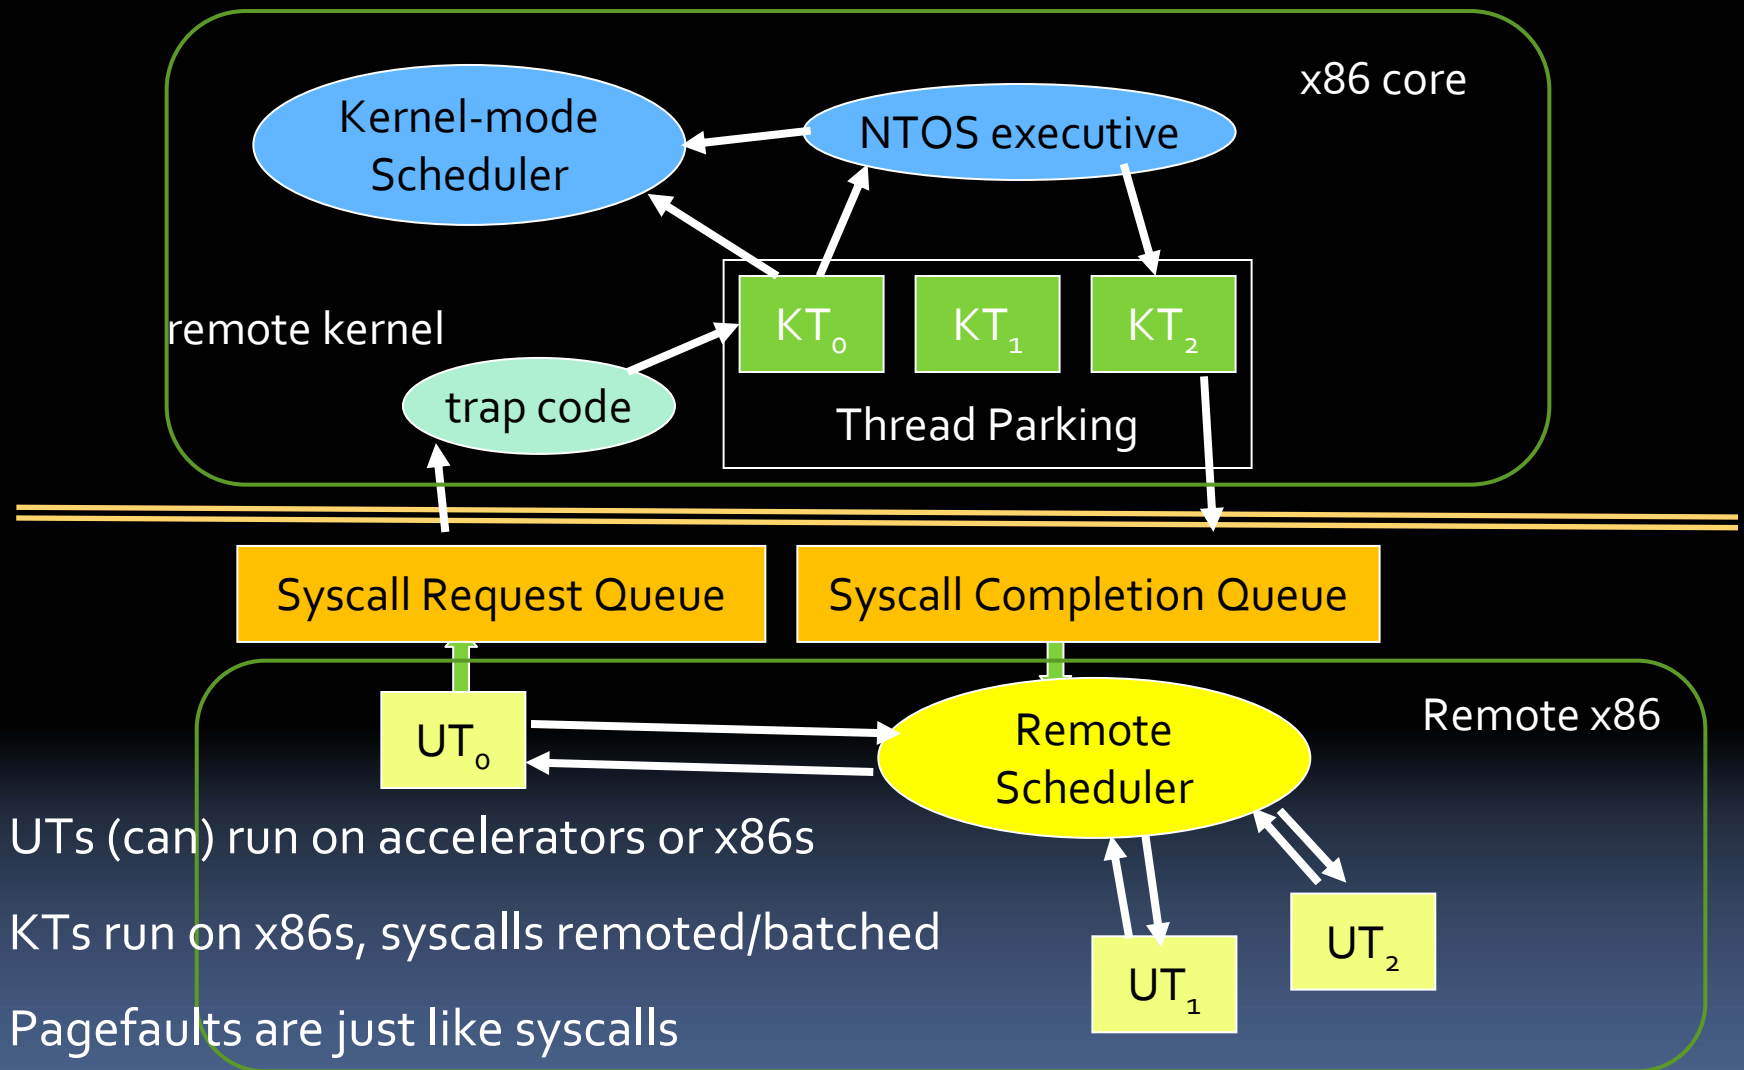 x86 core
Kernel-mode
Scheduler
NTOS executive
remote kernel
KT₀
KT₁
KT₂
trap code
Thread Parking
Syscall Request Queue
Syscall Completion Queue
UT₀
Remote
Scheduler
Remote x86
UTs (can) run on accelerators or x86s
KTs run on x86s, syscalls remoted/batched
UT₂
UT₁
Pagefaults are just like syscalls